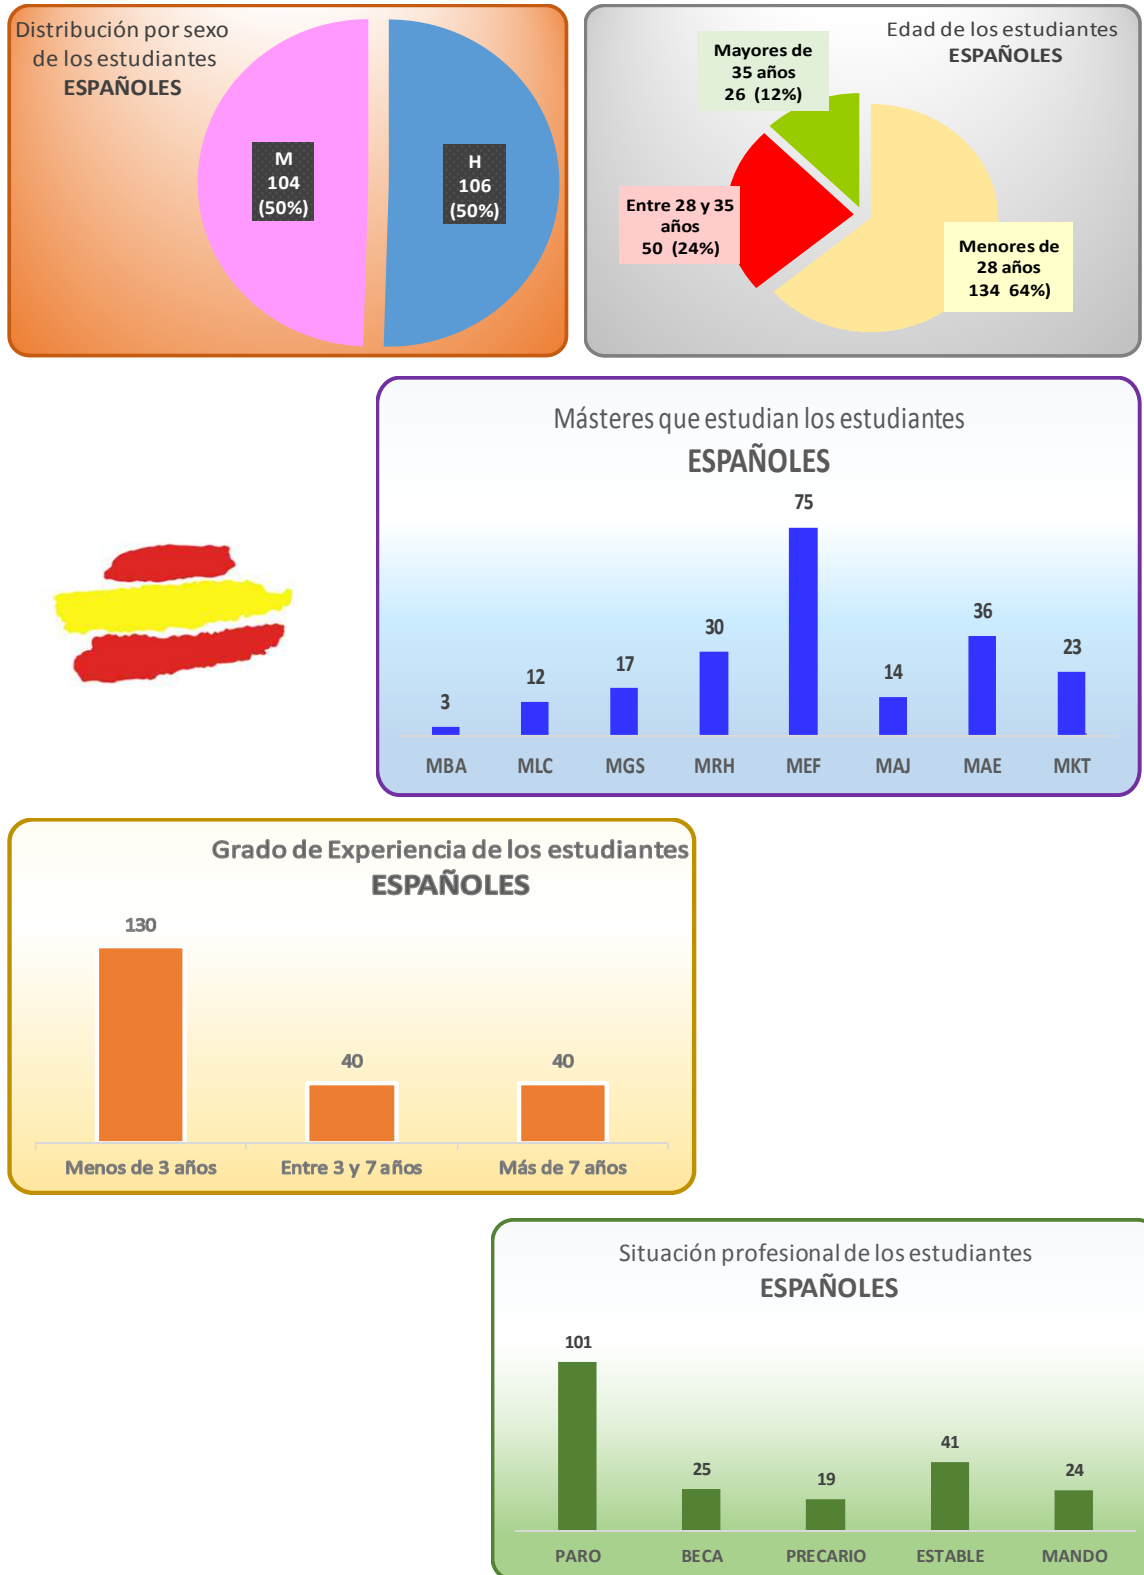 Distribución por sexo
de los estudiantes
ESPAÑOLES
M
104
(50%)
H
106
(50%)
Edad de los estudiantes
ESPAÑOLES
Mayores de
35 años
26 (12%)
Entre 28 y 35
años
50 (24%)
Menores de
28 años
134 64%)
Másteres que estudian los estudiantes
ESPAÑOLES
3
12
17
30
75
14
36
23
MBA MLC MGS MRH MEF MAJ MAE MKT
Grado de Experiencia de los estudiantes
ESPAÑOLES
130
40
40
Menos de 3 años Entre 3 y 7 años Más de 7 años
Situación profesional de los estudiantes
ESPAÑOLES
101
25
19
41
24
PARO BECA PRECARIO ESTABLE MANDO